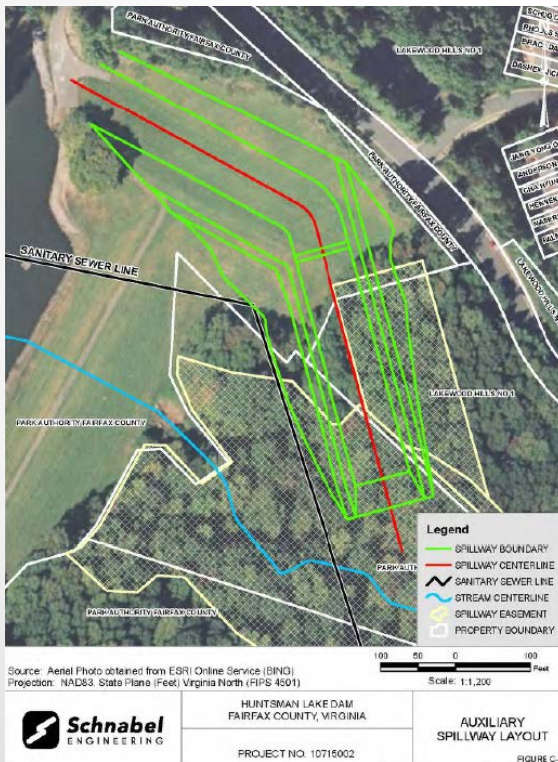 PARK AUTHORITY FAIRFAX COUNTY
LAKEWOOD HILLS NO 1
PARK AUTHORITY FAIRFAX COUNTY
SANITARY SEWER LINE
LAKEWOOD HILLS NO 1
PARK AUTHORITY FAIRFAX COUNTY
PARK AUTHORITY FAIRFAX COUNTY
Legend
SPILLWAY BOUNDARY
SPILLWAY CENTERLINE
SANITARY SEWER LINE
STREAM CENTERLINE
SPILLWAY EASEMENT
PROPERTY BOUNDARY
100 50 0 100
Feet
Scale: 1:1,200
Source: Aerial Photo obtained from ESRI Online Service (BING)
Projection: NAD83, State Plane (Feet) Virginia North (FIPS 4501)
Schnabel
ENGINEERING
HUNTSMAN LAKE DAM
FAIRFAX COUNTY, VIRGINIA
PROJECT NO. 10715002
AUXILIARY
SPILLWAY LAYOUT
FIGURE C-